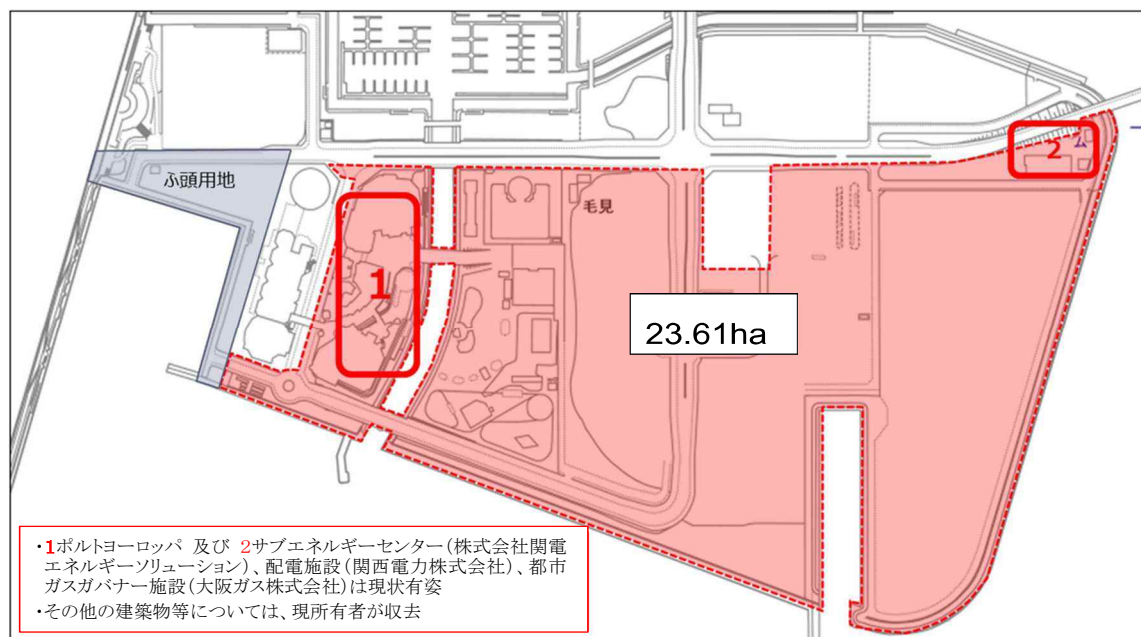 ふ頭用地
2
毛見
1
23.61ha
・1ポルトヨーロッパ 及び 2サブエネルギーセンター(株式会社関電
エネルギーソリューション)、配電施設(関西電力株式会社)、都市
ガスガバナー施設(大阪ガス株式会社)は現状有姿
・その他の建築物等については、現所有者が収去